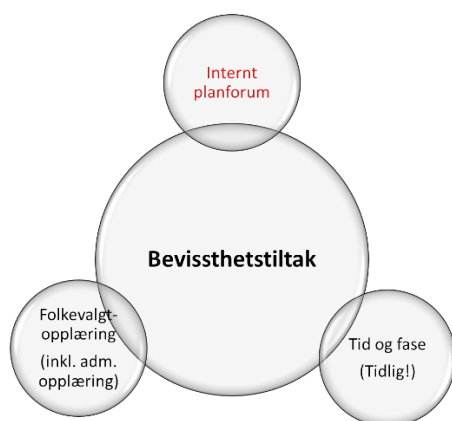 Internt
planforum
Bevissthetstiltak
Folkevalgt-
opplæring
(inkl. adm.
opplæring)
Tid og fase
(Tidlig!)